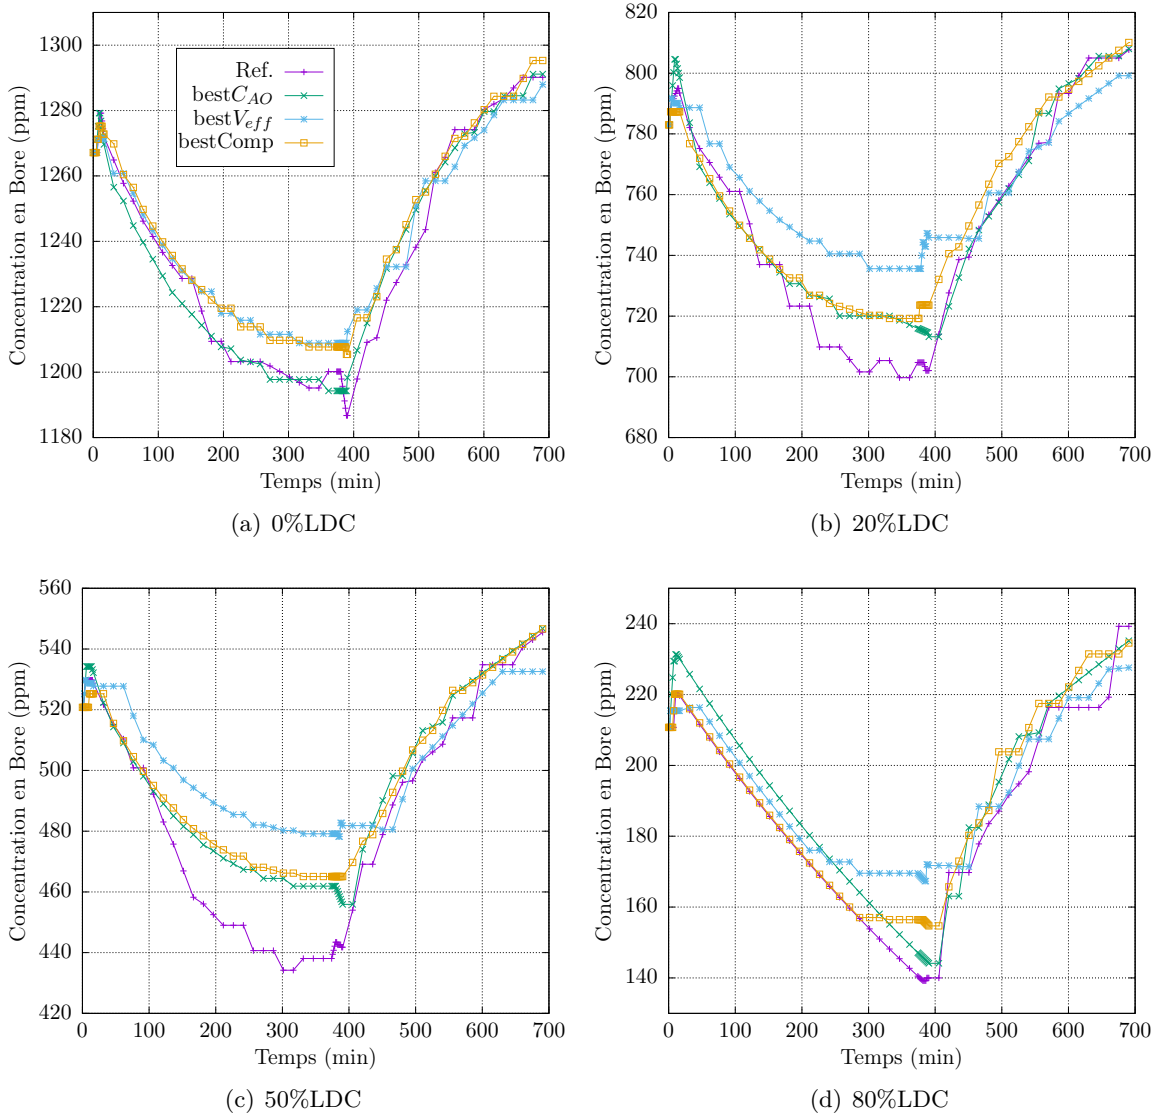 1180
1200
1220
1240
1260
1280
1300
0 100 200 300 400 500 600 700
Concentration en Bore (ppm)
Temps (min)
Ref.
bestC_{AO}
bestV_{eff}
bestComp
(a) 0%LDC
680
700
720
740
760
780
800
820
0 100 200 300 400 500 600 700
Concentration en Bore (ppm)
Temps (min)
(b) 20%LDC
420
440
460
480
500
520
540
560
0 100 200 300 400 500 600 700
Concentration en Bore (ppm)
Temps (min)
(c) 50%LDC
140
160
180
200
220
240
0 100 200 300 400 500 600 700
Concentration en Bore (ppm)
Temps (min)
(d) 80%LDC